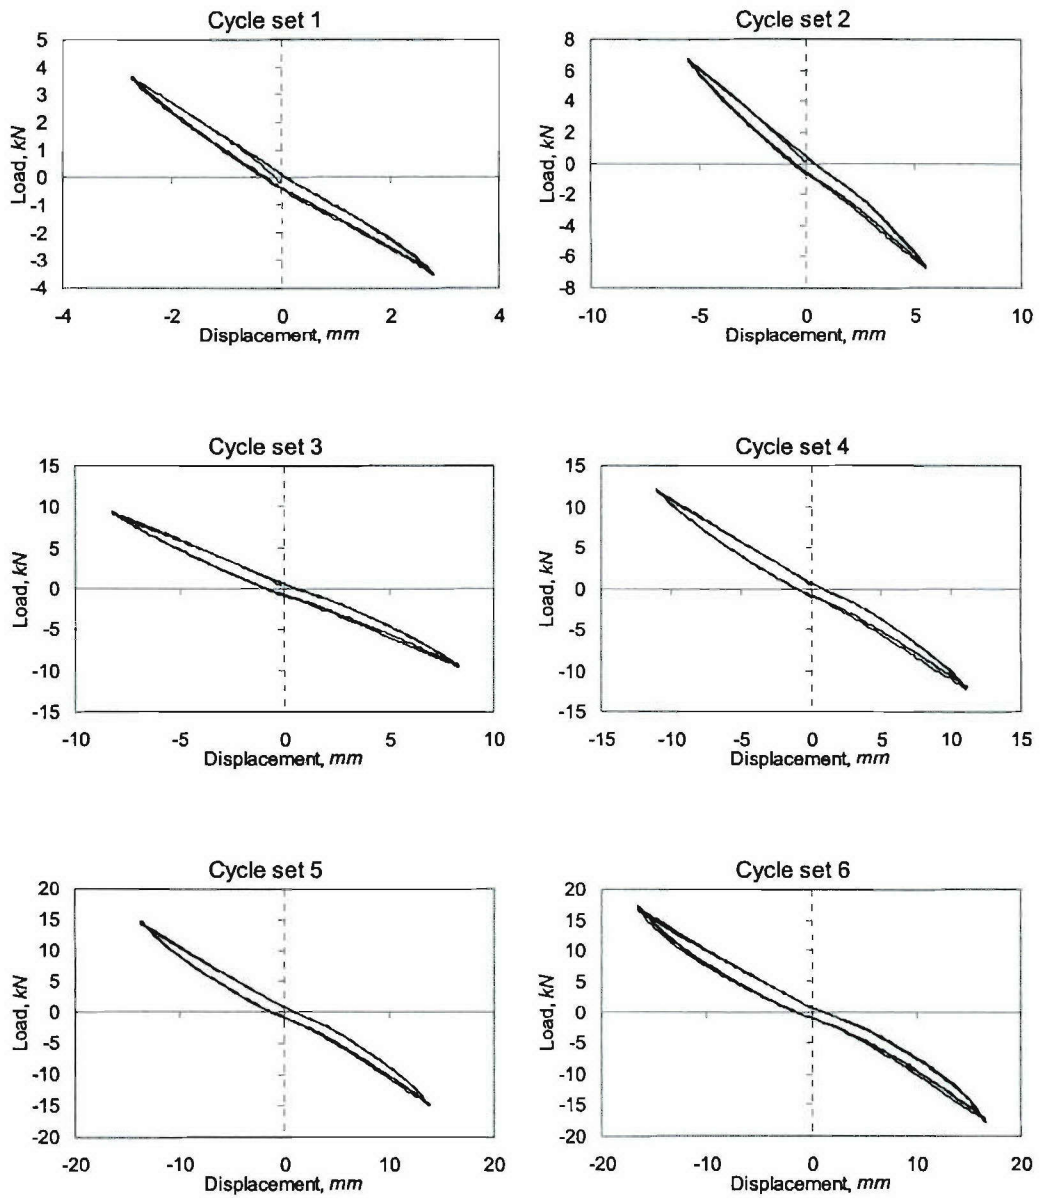 Cycle set 1
5
4
3
2
1
0
-1
-2
-3
-4
Load, kN
-4 -2 0 2 4
Displacement, mm
Cycle set 2
8
6
4
2
0
-2
-4
-6
-8
Load, kN
-10 -5 0 5 10
Displacement, mm
Cycle set 3
15
10
5
0
-5
-10
-15
Load, kN
-10 -5 0 5 10
Displacement, mm
Cycle set 4
15
10
5
0
-5
-10
-15
Load, kN
-15 -10 -5 0 5 10 15
Displacement, mm
Cycle set 5
20
15
10
5
0
-5
-10
-15
-20
Load, kN
-20 -10 0 10 20
Displacement, mm
Cycle set 6
20
15
10
5
0
-5
-10
-15
-20
Load, kN
-20 -10 0 10 20
Displacement, mm